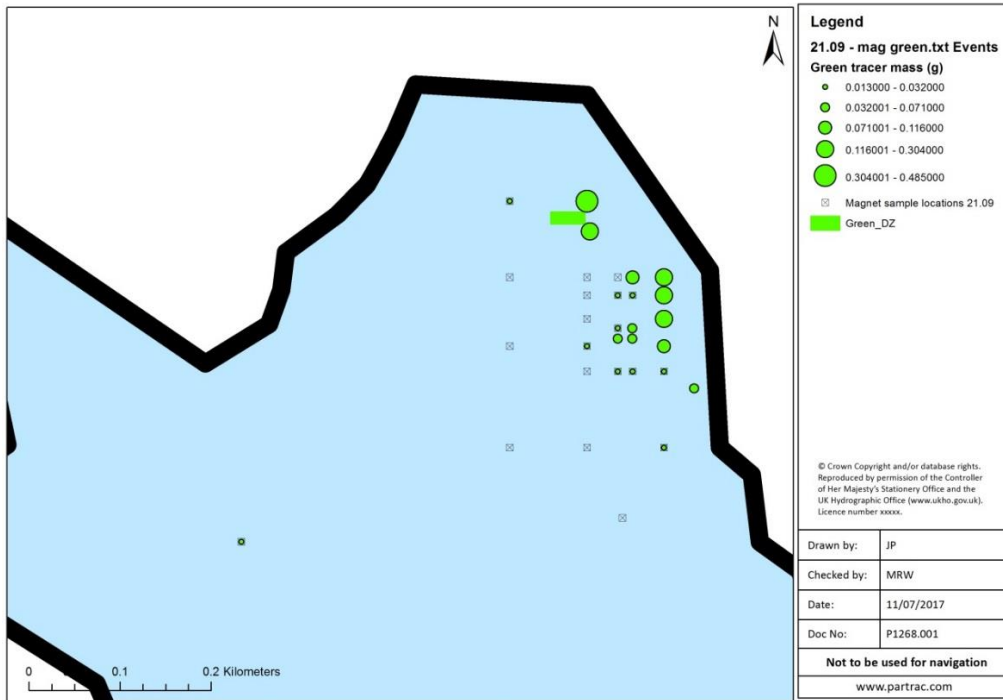 N
0 0.1 0.2 Kilometers
Legend
21.09 - mag green.txt Events
Green tracer mass (g)
0.013000 - 0.032000
0.032001 - 0.071000
0.071001 - 0.116000
0.116001 - 0.304000
0.304001 - 0.485000
Magnet sample locations 21.09
Green_DZ
© Crown Copyright and/or database rights.
Reproduced by permission of the Controller
of Her Majesty's Stationery Office and the
UK Hydrographic Office (www.ukho.gov.uk).
Licence number xxxxx.
Drawn by: JP
Checked by: MRW
Date: 11/07/2017
Doc No: P1268.001
Not to be used for navigation
www.partrac.com